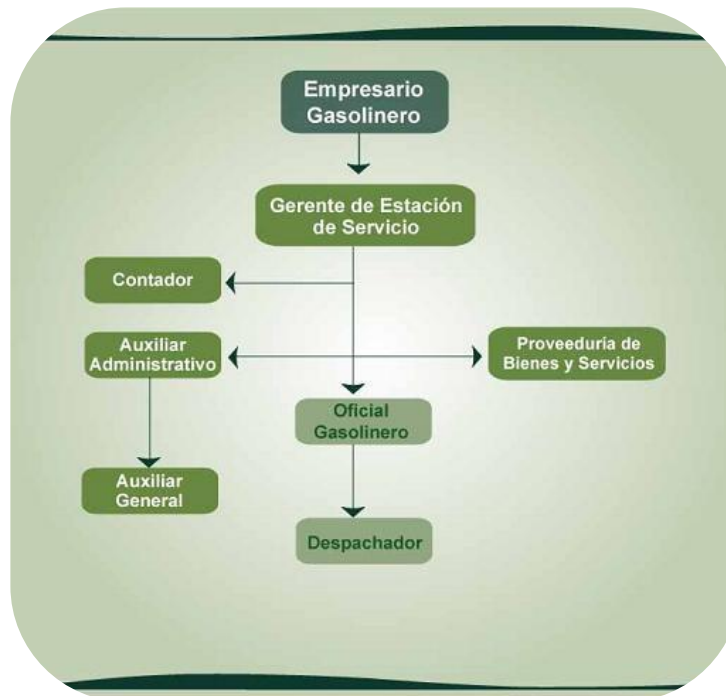 Empresario
Gasolinero
Gerente de Estación
de Servicio
Contador
Auxiliar
Administrativo
Proveeduría de
Bienes y Servicios
Oficial
Gasolinero
Auxiliar
General
Despachador